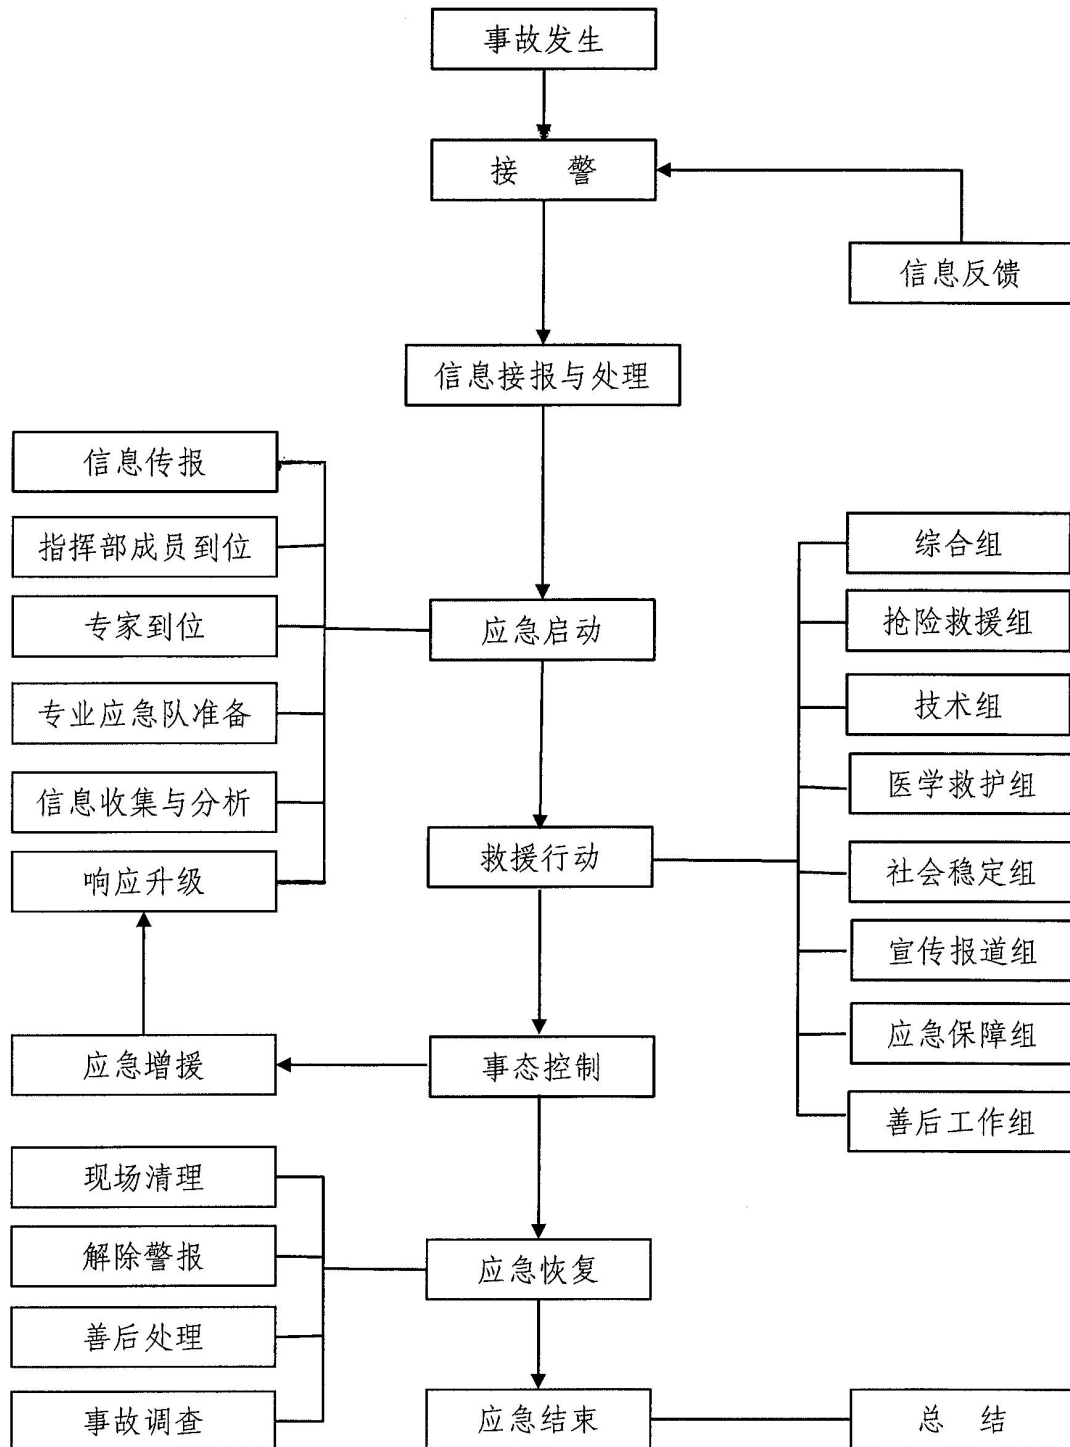 事故发生
接 警
信息反馈
信息接报与处理
信息传报
指挥部成员到位
专家到位
专业应急队准备
信息收集与分析
响应升级
应急启动
综合组
抢险救援组
技术组
医学救护组
社会稳定组
宣传报道组
应急保障组
善后工作组
救援行动
应急增援
事态控制
现场清理
解除警报
善后处理
事故调查
应急恢复
应急结束
总 结